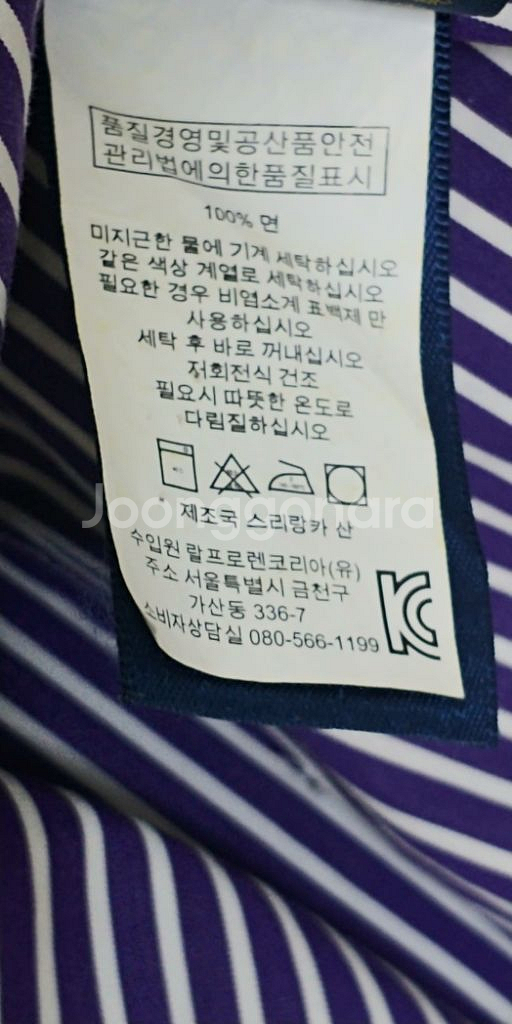 품질경영및공산품안전
관리법에의한품질표시
100% 면
미지근한 물에 기계 세탁하십시오
같은 색상 계열로 세탁하십시오
필요한 경우 비염소계 표백제 만
사용하십시오
세탁 후 바로 꺼내십시오
저회전식 건조
필요시 따뜻한 온도로
다림질하십시오
Joonggonara
* 제조국 스리랑카 산
수입원 랄프로렌코리아(유)
주소 서울특별시 금천구
가산동 336-7
소비자상담실 080-566-1199